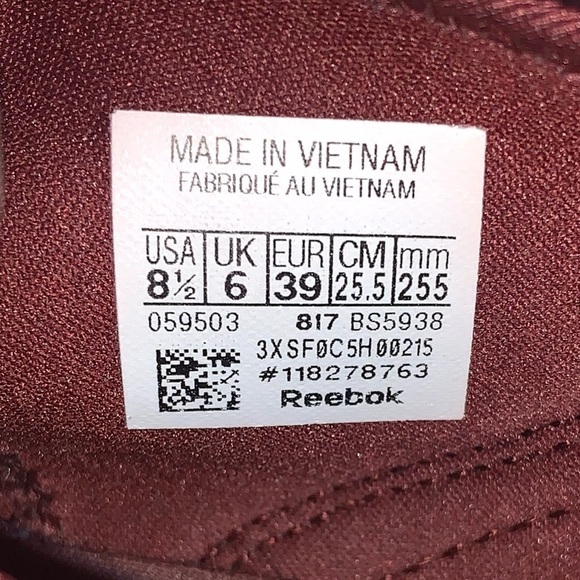 MADE IN VIETNAM
FABRIQUÉ AU VIETNAM
USA UK EUR CM mm
8½ 6 39 25.5 255
059503 817 BS5938
3XSF0C5H00215
#118278763
Reebok